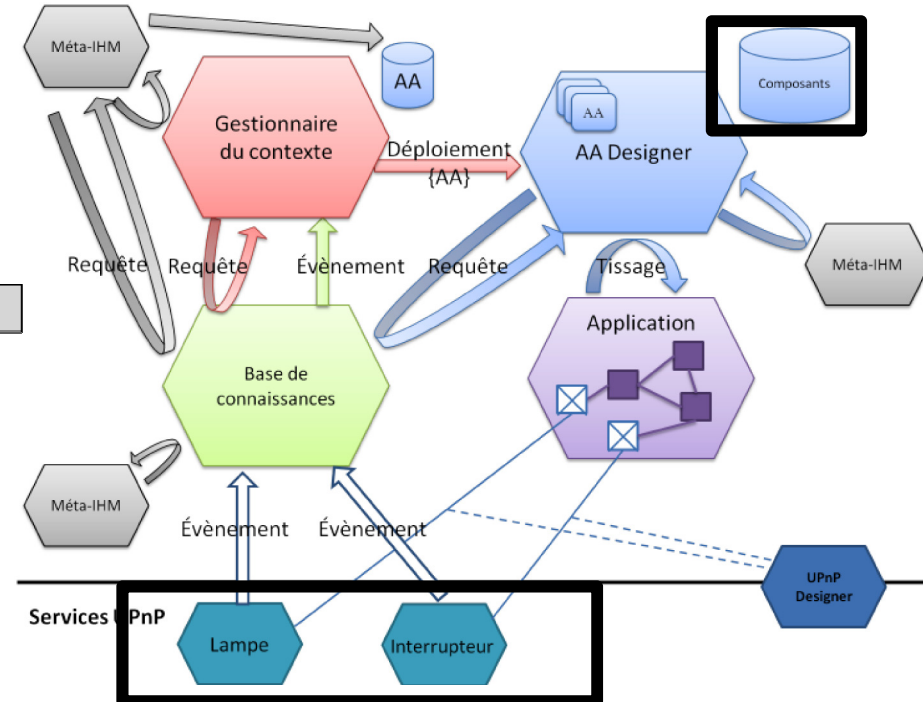 Méta-IHM
AA
Composants
Gestionnaire
du contexte
AA
AA Designer
Déploiement
{AA}
Requête
Requête
Évènement
Requête
Tissage
Méta-IHM
Application
Base de
connaissances
Méta-IHM
Évènement
Évènement
UPnP
Designer
Services UPnP
Lampe
Interrupteur